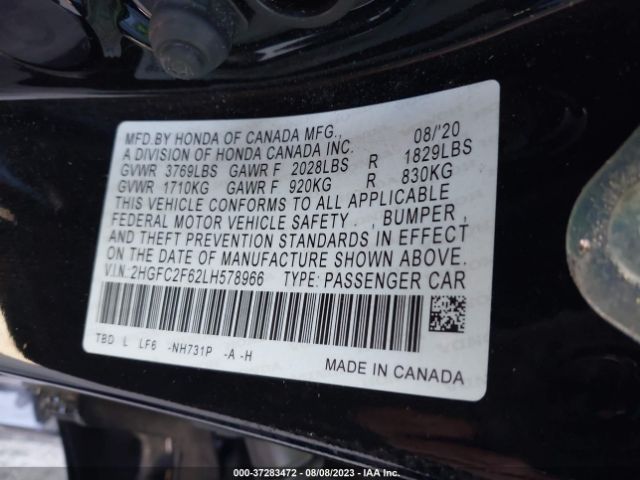 MFD.BY HONDA OF CANADA MFG., 08/'20
A DIVISION OF HONDA CANADA INC.
GVWR 3769LBS GAWR F 2028LBS R 1829LBS
GVWR 1710KG GAWR F 920KG R 830KG
THIS VEHICLE CONFORMS TO ALL APPLICABLE
FEDERAL MOTOR VEHICLE SAFETY . , BUMPER ,
AND THEFT PREVENTION STANDARDS IN EFFECT
ON THE DATE OF MANUFACTURE SHOWN ABOVE.
V.I.N.:2HGFC2F62LH578966 TYPE: PASSENGER CAR
TBD L LF6 -NH731P -A -H
MADE IN CANADA
000-37283472 - 08/08/2023 - IAA Inc.